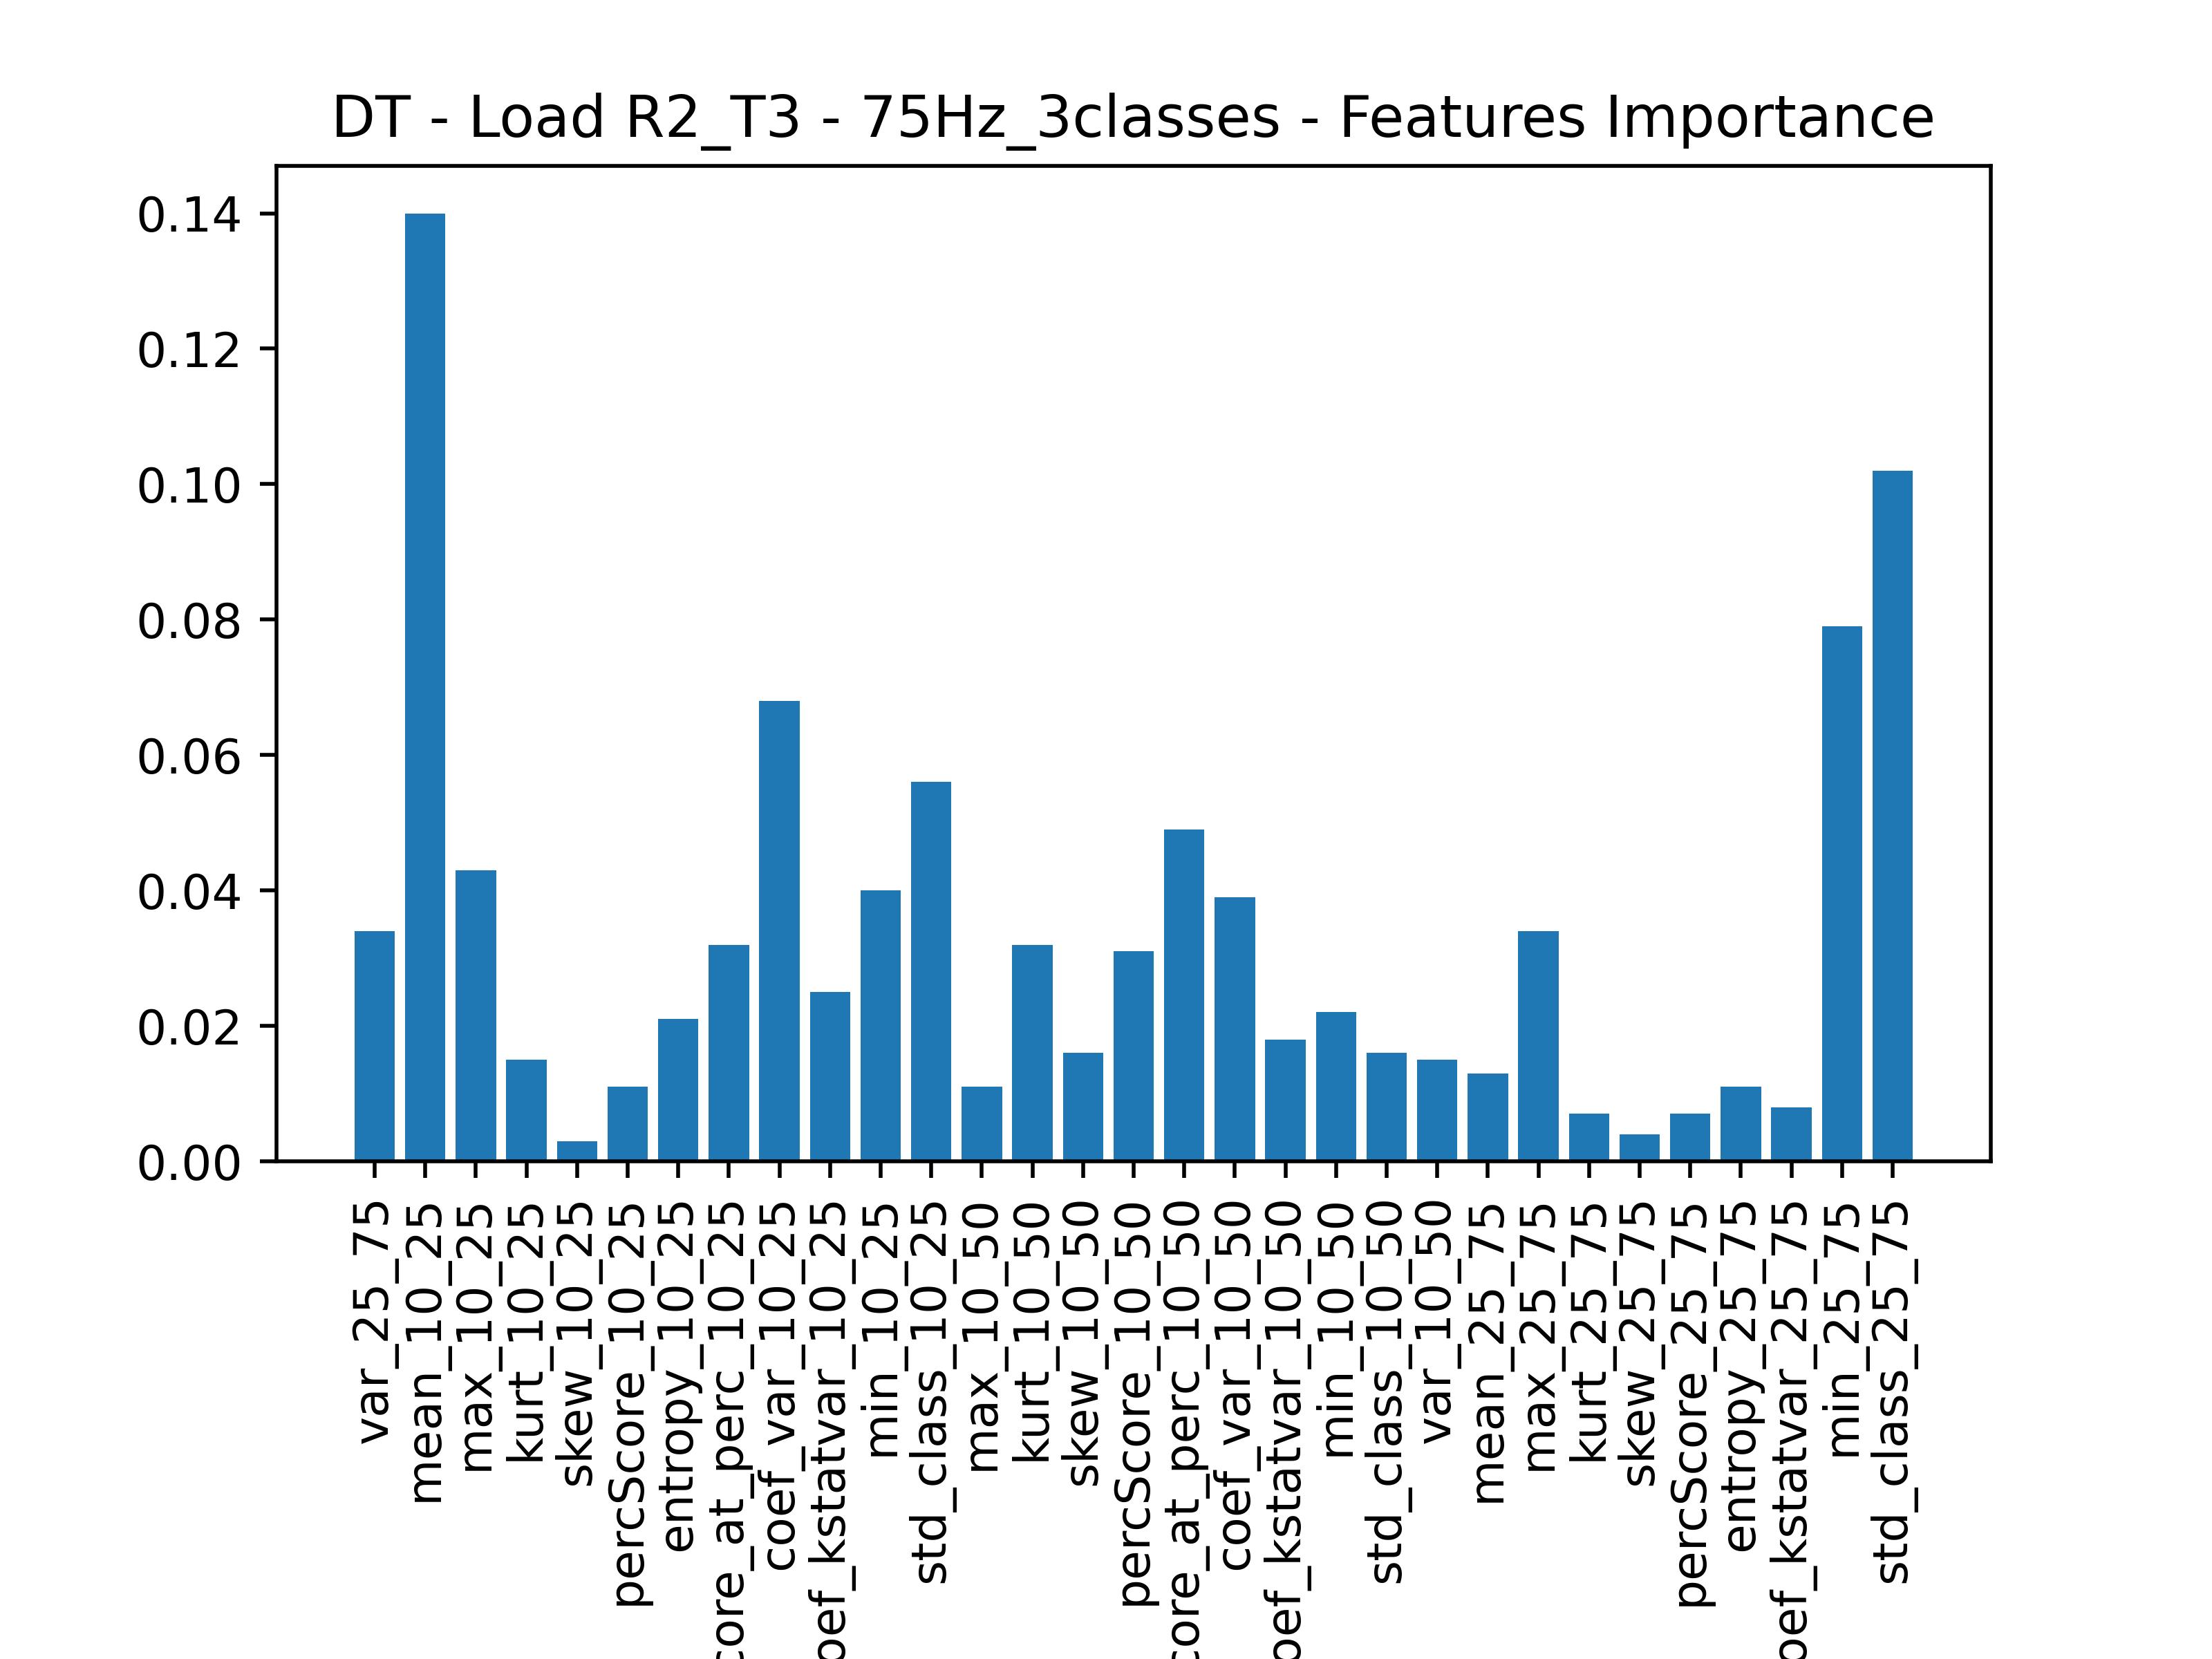 DT - Load R2_T3 - 75Hz_3classes - Features Importance
0.14
0.12
0.10
0.08
0.06
0.04
0.02
0.00
var_25_75
mean_10_25
max_10_25
kurt_10_25
skew_10_25
percScore_10_25
entropy_10_25
core_at_perc_10_25
coef_var_10_25
oef_kstatvar_10_25
min_10_25
std_class_10_25
max_10_50
kurt_10_50
skew_10_50
percScore_10_50
core_at_perc_10_50
coef_var_10_50
oef_kstatvar_10_50
min_10_50
std_class_10_50
var_10_50
mean_25_75
max_25_75
kurt_25_75
skew_25_75
percScore_25_75
entropy_25_75
oef_kstatvar_25_75
min_25_75
std_class_25_75